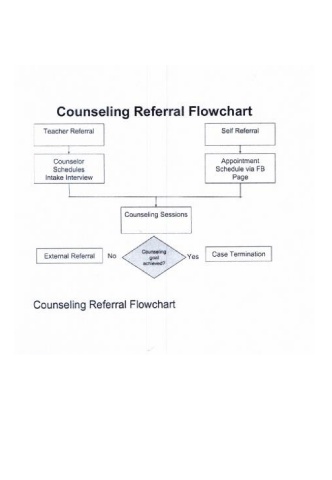 Counseling Referral Flowchart
Teacher Referral
Self Referral
Counselor
Schedules
Intake Interview
Appointment
Schedule via FB
Page
Counseling Sessions
External Referral
No
Counseling
goal
achieved?
Yes
Case Termination
Counseling Referral Flowchart